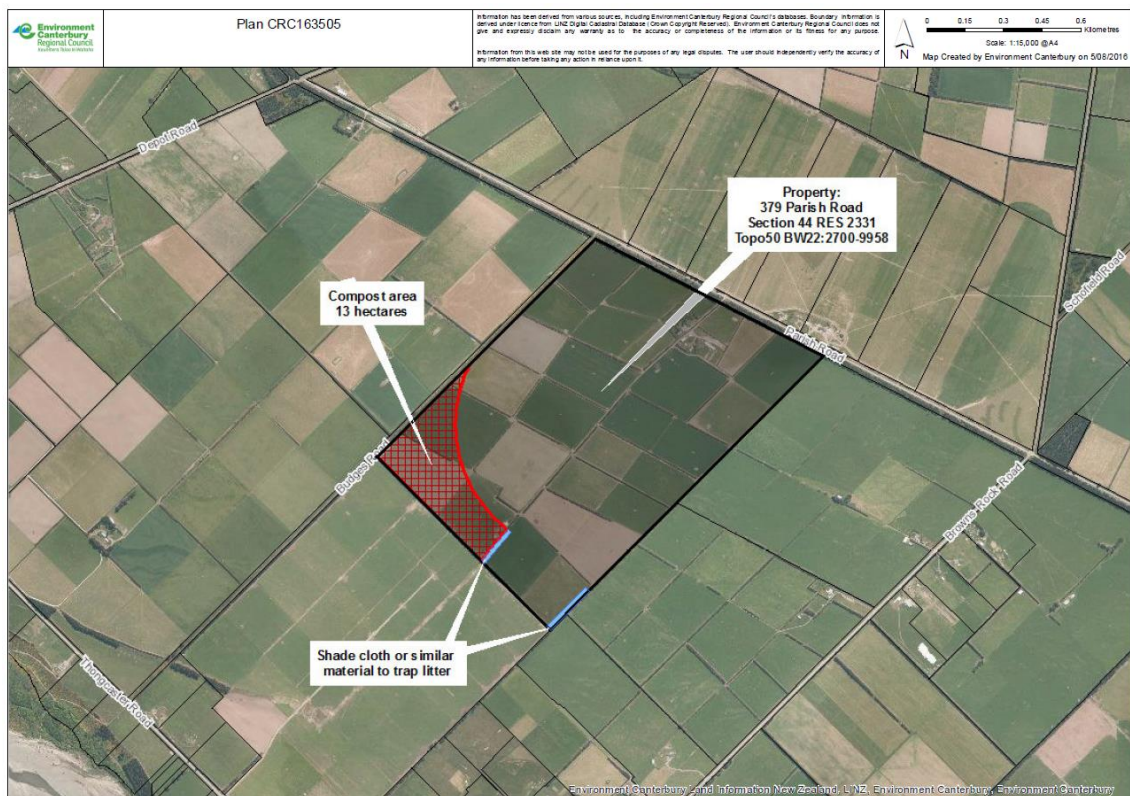 Environment
Canterbury
Regional Council
Kaunihera Taiao ki Waitaha
Plan CRC163505
Information has been derived from various sources, including Environment Canterbury Regional Council's databases. Boundary information is
derived under licence from LINZ Digital Cadastral Database (Crown Copyright Reserved). Environment Canterbury Regional Council does not
give and expressly disclaim any warranty as to the accuracy or completeness of the information or its fitness for any purpose.
Information from this web site may not be used for the purposes of any legal disputes. The user should independently verify the accuracy of
any information before taking any action in reliance upon it.
N
0 0.15 0.3 0.45 0.6
Kilometres
Scale: 1:15,000 @A4
Map Created by Environment Canterbury on 5/08/2016
Depot Road
Property:
379 Parish Road
Section 44 RES 2331
Topo50 BW22:2700-9958
Schofield Road
Compost area
13 hectares
Parish Road
Budges Road
Browns Rock Road
Shade cloth or similar
material to trap litter
Thongcaster Road
Environment Canterbury Land Information New Zealand, LINZ, Environment Canterbury, Environment Canterbury